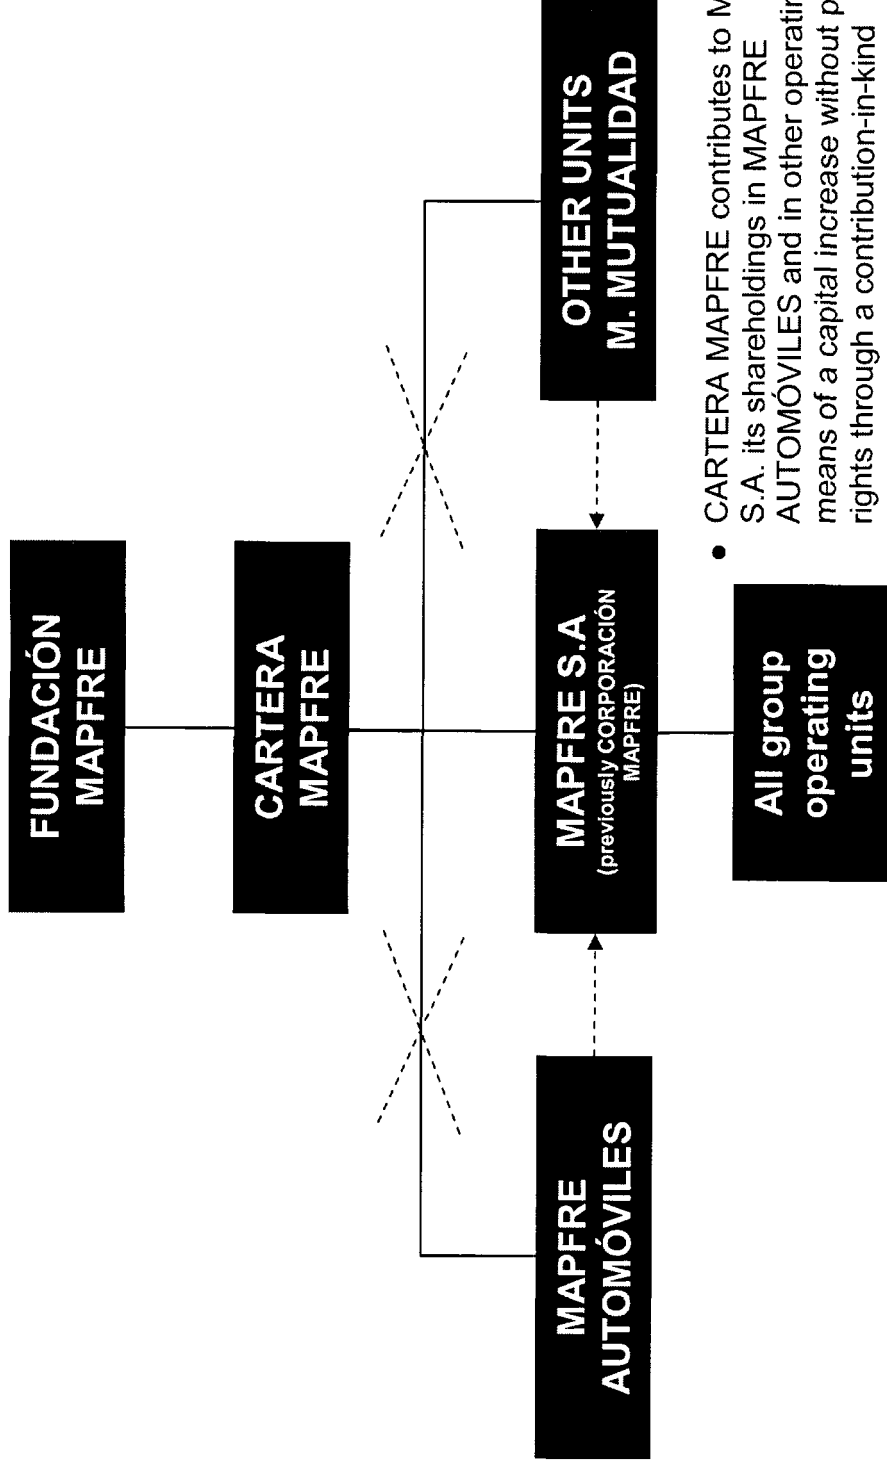 FUNDACIÓN
MAPFRE
CARTERA
MAPFRE
MAPFRE
AUTOMÓVILES
MAPFRE S.A
(previously CORPORACIÓN
MAPFRE)
OTHER UNITS
M. MUTUALIDAD
All group
operating
units
• CARTERA MAPFRE contributes to
S.A. its shareholdings in MAPFRE
AUTOMÓVILES and in other
means of a capital increase without
rights through a contribution-in-kind